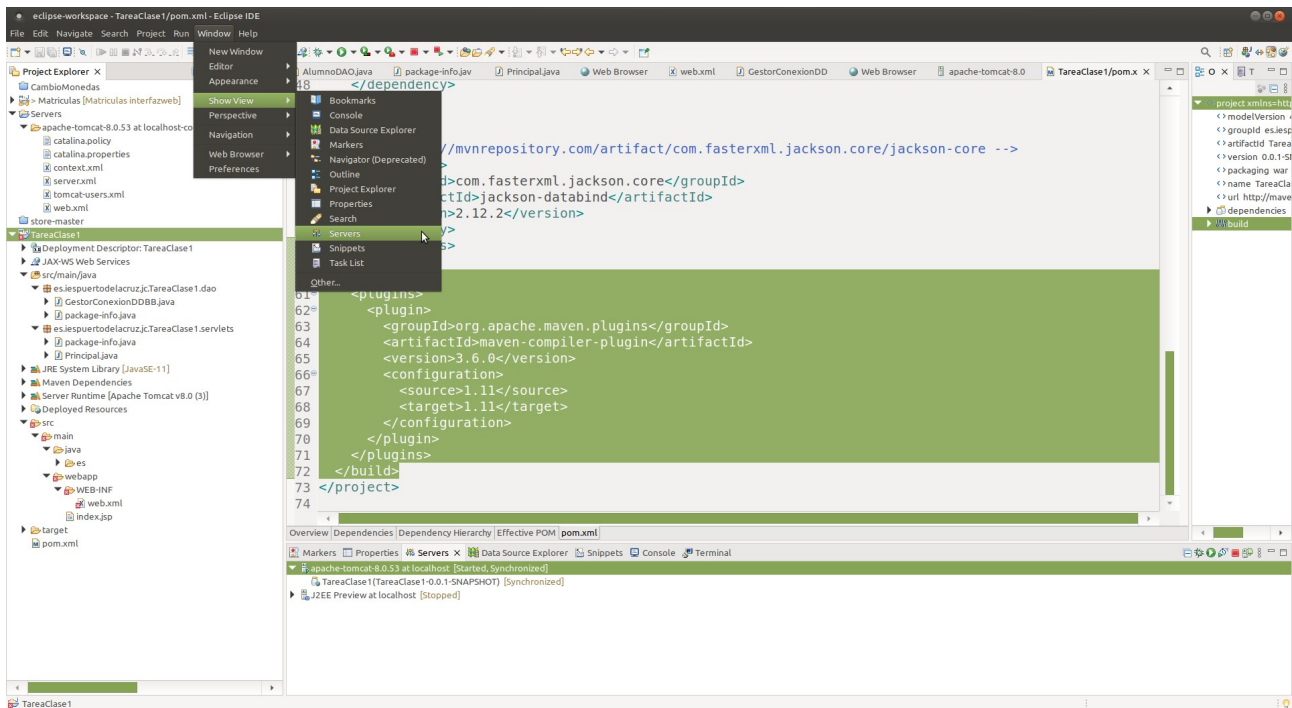 eclipse-workspace - TareaClase1/pom.xml - Eclipse IDE
File Edit Navigate Search Project Run Window Help
New Window
Editor
Appearance
Show View
Perspective
Navigation
Web Browser
Preferences
Bookmarks
Console
Data Source Explorer
Markers
Navigator (Deprecated)
Outline
Project Explorer
Properties
Search
Servers
Snippets
Task List
Other...
Project Explorer
CambioMonedas
> Matriculas [Matriculas interfazweb]
Servers
apache-tomcat-8.0.53 at localhost-co
catalina.policy
catalina.properties
context.xml
server.xml
tomcat-users.xml
web.xml
store-master
TareaClase1
Deployment Descriptor: TareaClase1
JAX-WS Web Services
src/main/java
es.iespuertodelacruz.jc.TareaClase1.dao
GestorConexionDDBB.java
package-info.java
es.iespuertodelacruz.jc.TareaClase1.servlets
package-info.java
Principal.java
JRE System Library [JavaSE-11]
Maven Dependencies
Server Runtime [Apache Tomcat v8.0 (3)]
Deployed Resources
src
main
java
es
webapp
WEB-INF
web.xml
index.jsp
target
pom.xml
AlumnoDAO.java package-info.jav Principal.java Web Browser web.xml GestorConexionDD Web Browser apache-tomcat-8.0 TareaClase1/pom.x
48 </dependency>
//mvnrepository.com/artifact/com.fasterxml.jackson.core/jackson-core -->
>
d>com.fasterxml.jackson.core</groupId>
ctId>jackson-databind</artifactId>
n>2.12.2</version>
y>
s>
61 <plugins>
62 <plugin>
63 <groupId>org.apache.maven.plugins</groupId>
64 <artifactId>maven-compiler-plugin</artifactId>
65 <version>3.6.0</version>
66 <configuration>
67 <source>1.11</source>
68 <target>1.11</target>
69 </configuration>
70 </plugin>
71 </plugins>
72 </build>
73 </project>
74
Overview Dependencies Dependency Hierarchy Effective POM pom.xml
O
T
project xmlns=http
modelVersion 4
groupId es.iesp
artifactId Tarea
version 0.0.1-S
packaging war
name TareaCla
url http://mave
dependencies
build
Markers Properties Servers Data Source Explorer Snippets Console Terminal
apache-tomcat-8.0.53 at localhost [Started, Synchronized]
TareaClase1(TareaClase1-0.0.1-SNAPSHOT) [Synchronized]
J2EE Preview at localhost [Stopped]
TareaClase1